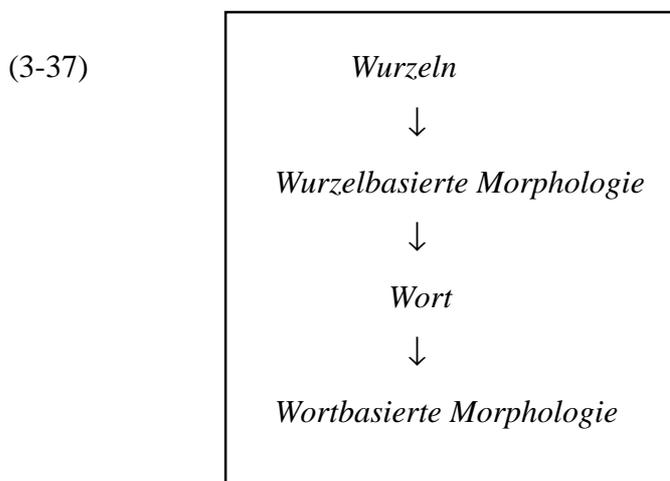 (3-37) Wurzeln
↓
Wurzelbasierte Morphologie
↓
Wort
↓
Wortbasierte Morphologie